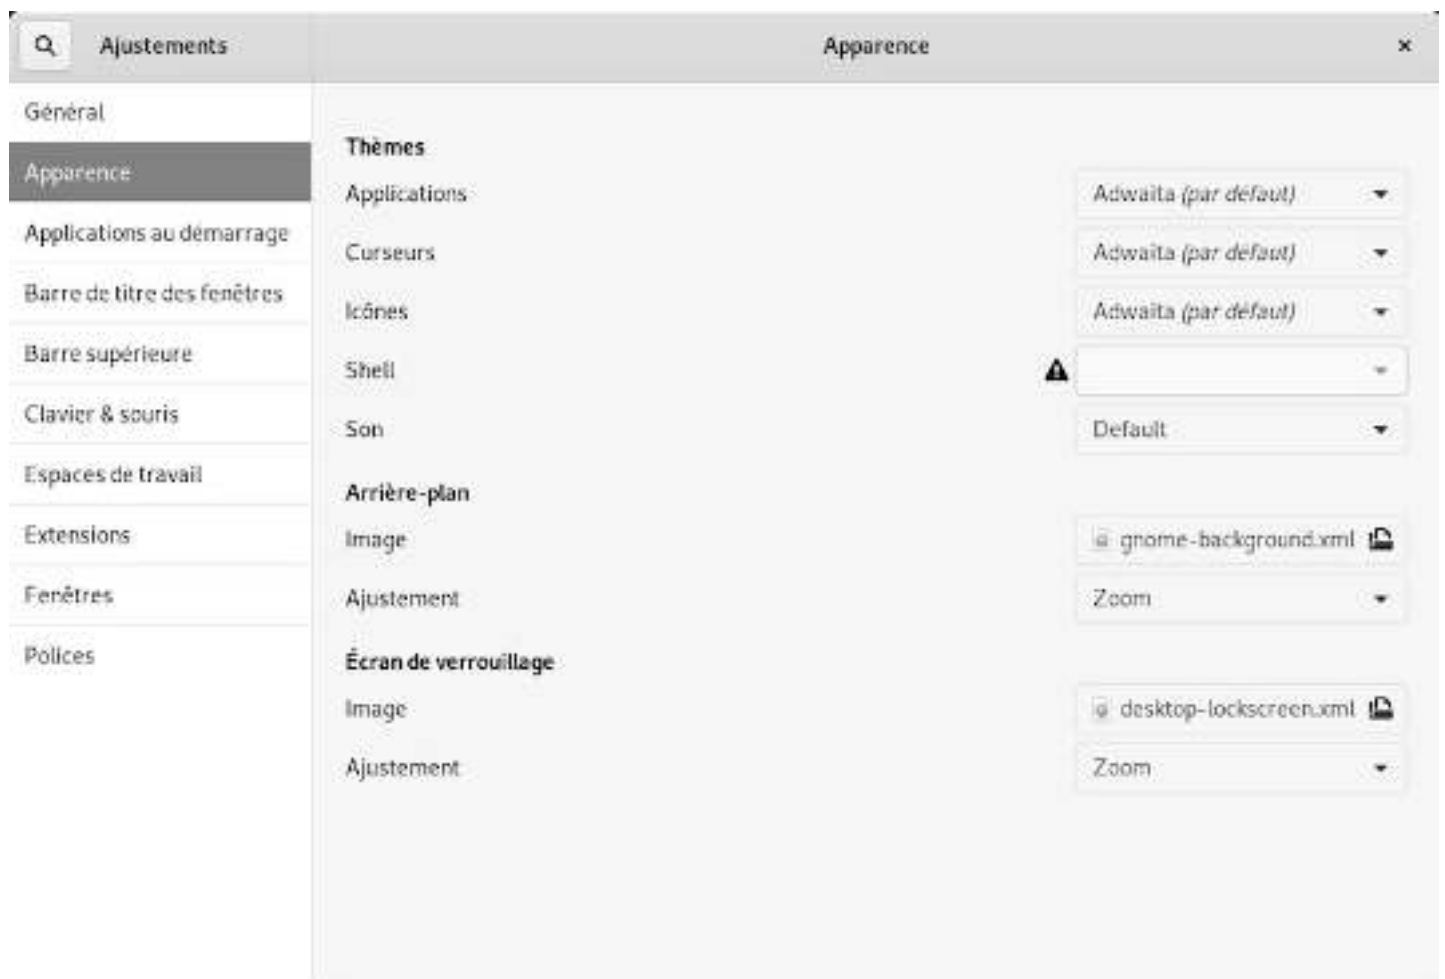 Ajustements
Apparence
Général
Apparence
Applications au démarrage
Barre de titre des fenêtres
Barre supérieure
Clavier & souris
Espaces de travail
Extensions
Fenêtres
Polices
Thèmes
Applications Adwaita (par défaut)
Curseurs Adwaita (par défaut)
Icônes Adwaita (par défaut)
Shell
Son Default
Arrière-plan
Image gnome-background.xml
Ajustement Zoom
Écran de verrouillage
Image desktop-lockscreen.xml
Ajustement Zoom